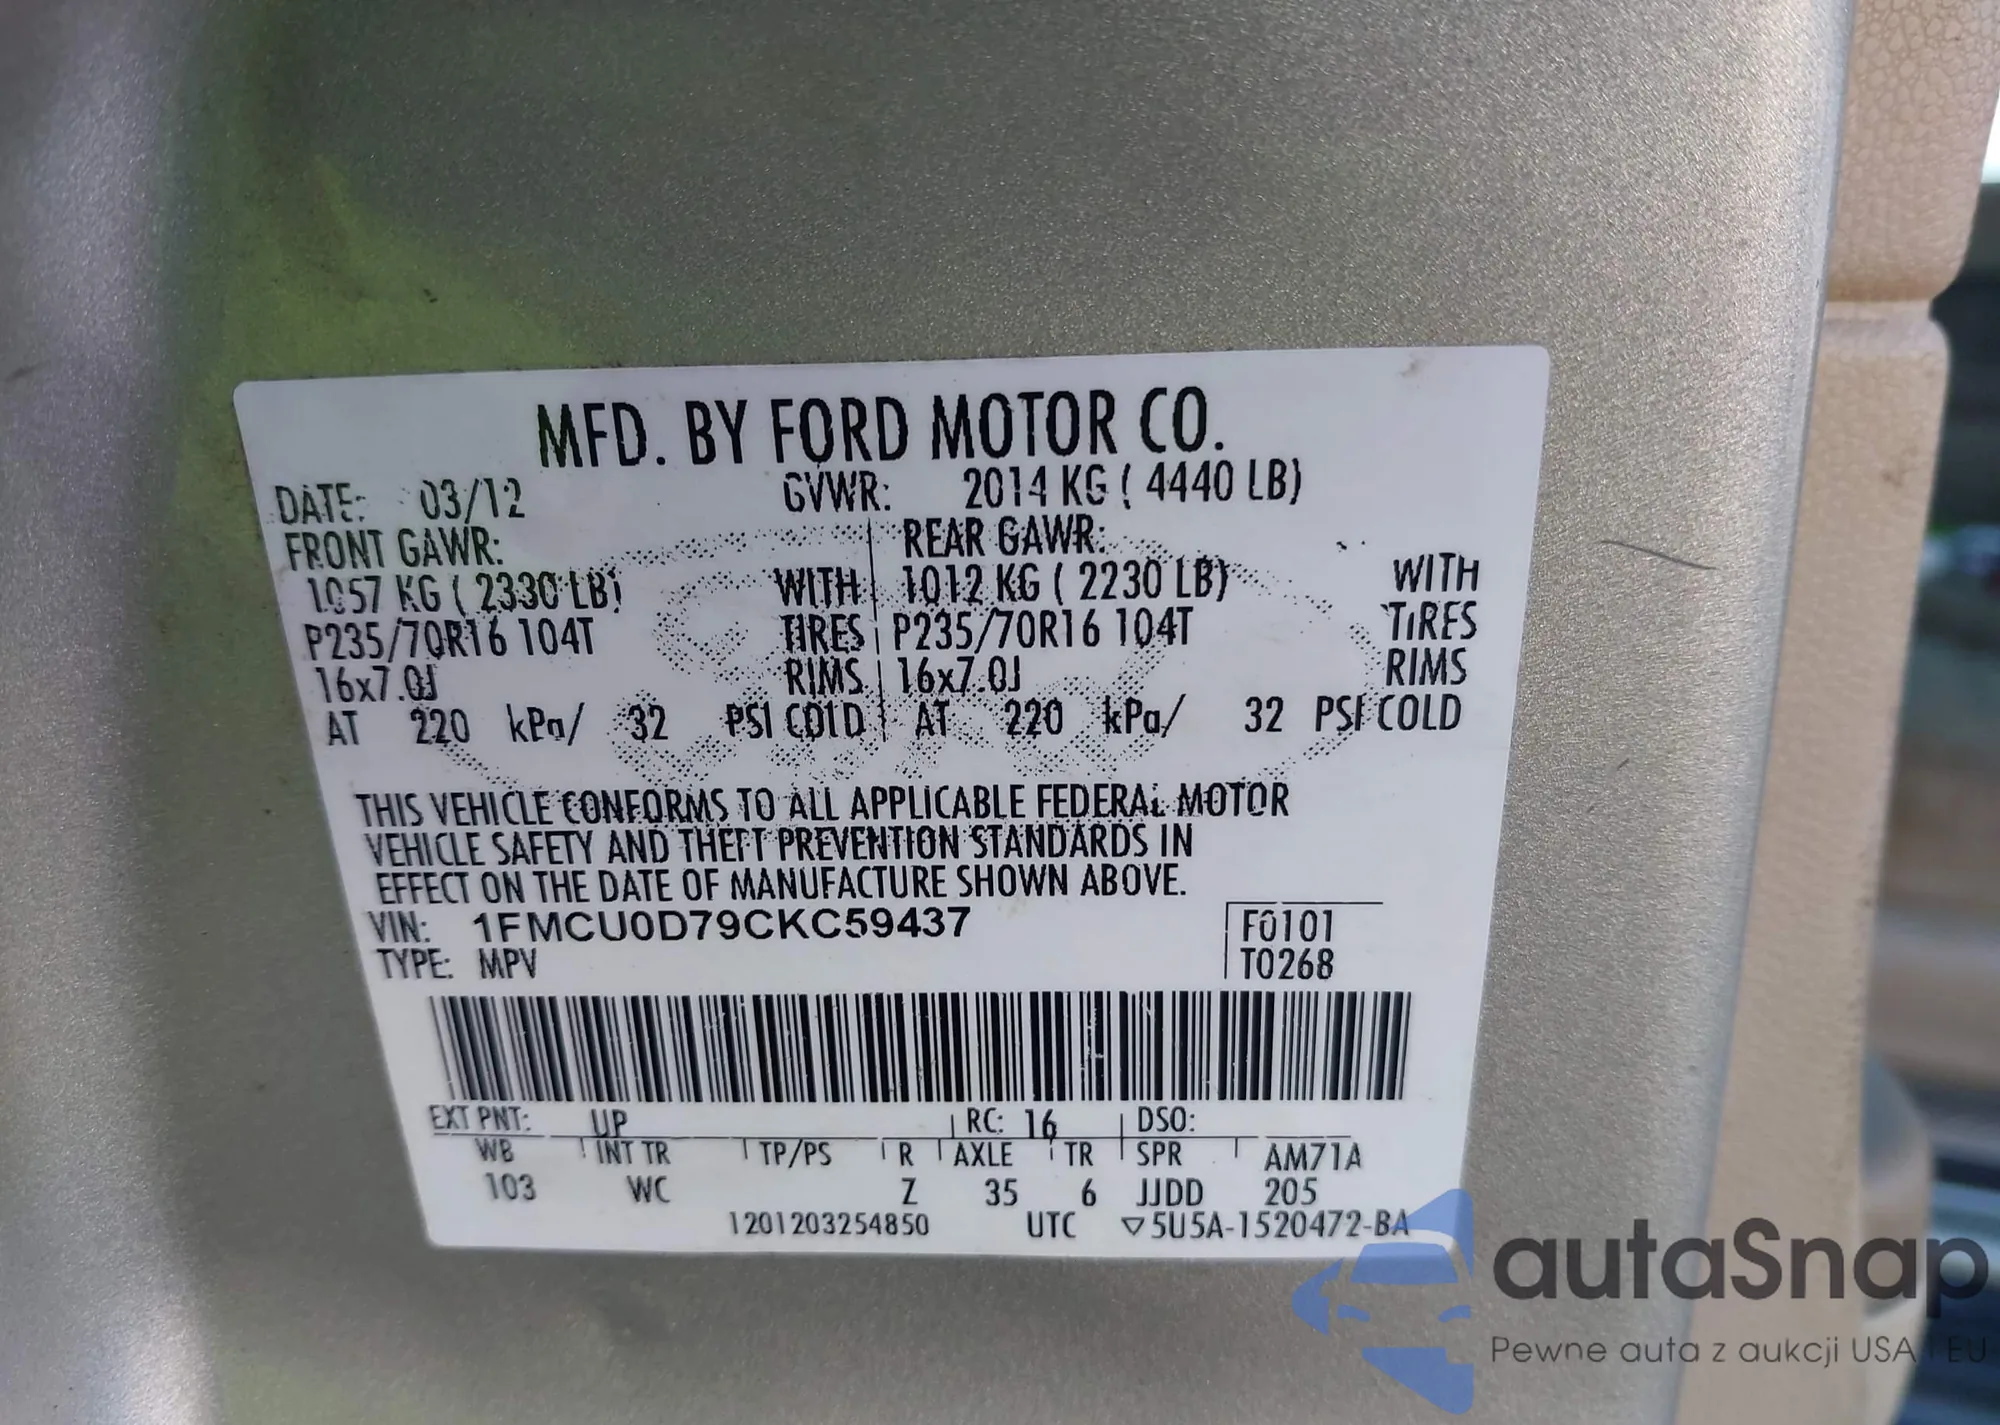 MFD. BY FORD MOTOR CO.
DATE: 03/12 GVWR: 2014 KG ( 4440 LB)
FRONT GAWR: REAR GAWR:
1057 KG ( 2330 LB) WITH 1012 KG ( 2230 LB) WITH
P235/70R16 104T TIRES P235/70R16 104T TIRES
16x7.0J RIMS 16x7.0J RIMS
AT 220 kPa/ 32 PSI COLD AT 220 kPa/ 32 PSI COLD
THIS VEHICLE CONFORMS TO ALL APPLICABLE FEDERAL MOTOR
VEHICLE SAFETY AND THEFT PREVENTION STANDARDS IN
EFFECT ON THE DATE OF MANUFACTURE SHOWN ABOVE.
VIN: 1FMCU0D79CKC59437 F0101
TYPE: MPV T0268
EXT PNT: UP RC: 16 DSO:
WB INT TR TP/PS R AXLE TR SPR AM71A
103 WC Z 35 6 JJDD 205
1201203254850 UTC ▽5U5A-1520472-BA
autaSnap
Pewne auta z aukcji USA i EU